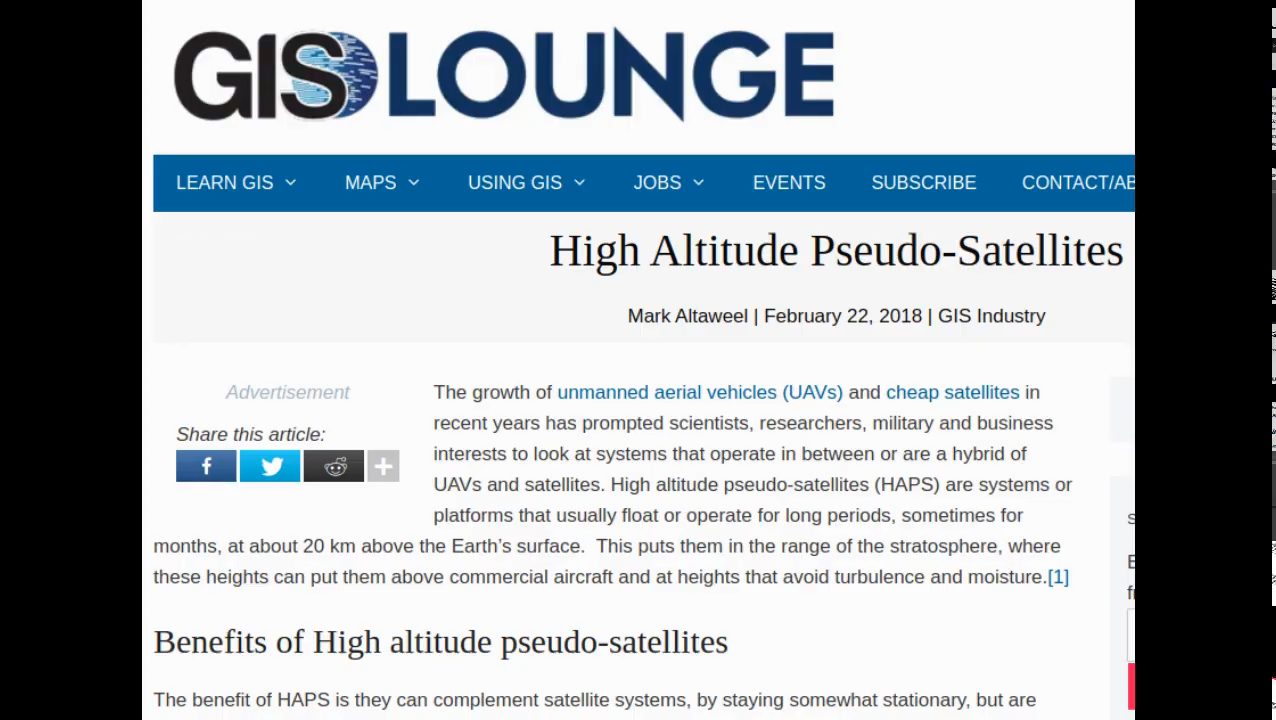 GIS LOUNGE
LEARN GIS MAPS USING GIS JOBS EVENTS SUBSCRIBE
High Altitude Pseudo-Satellites
Mark Altaweel | February 22, 2018 | GIS Industry
Advertisement
Share this article:
The growth of unmanned aerial vehicles (UAVs) and cheap satellites in
recent years has prompted scientists, researchers, military and business
interests to look at systems that operate in between or are a hybrid of
UAVs and satellites. High altitude pseudo-satellites (HAPS) are systems or
platforms that usually float or operate for long periods, sometimes for
months, at about 20 km above the Earth’s surface.  This puts them in the range of the stratosphere, where
these heights can put them above commercial aircraft and at heights that avoid turbulence and moisture.[1]
Benefits of High altitude pseudo-satellites
The benefit of HAPS is they can complement satellite systems, by staying somewhat stationary, but are